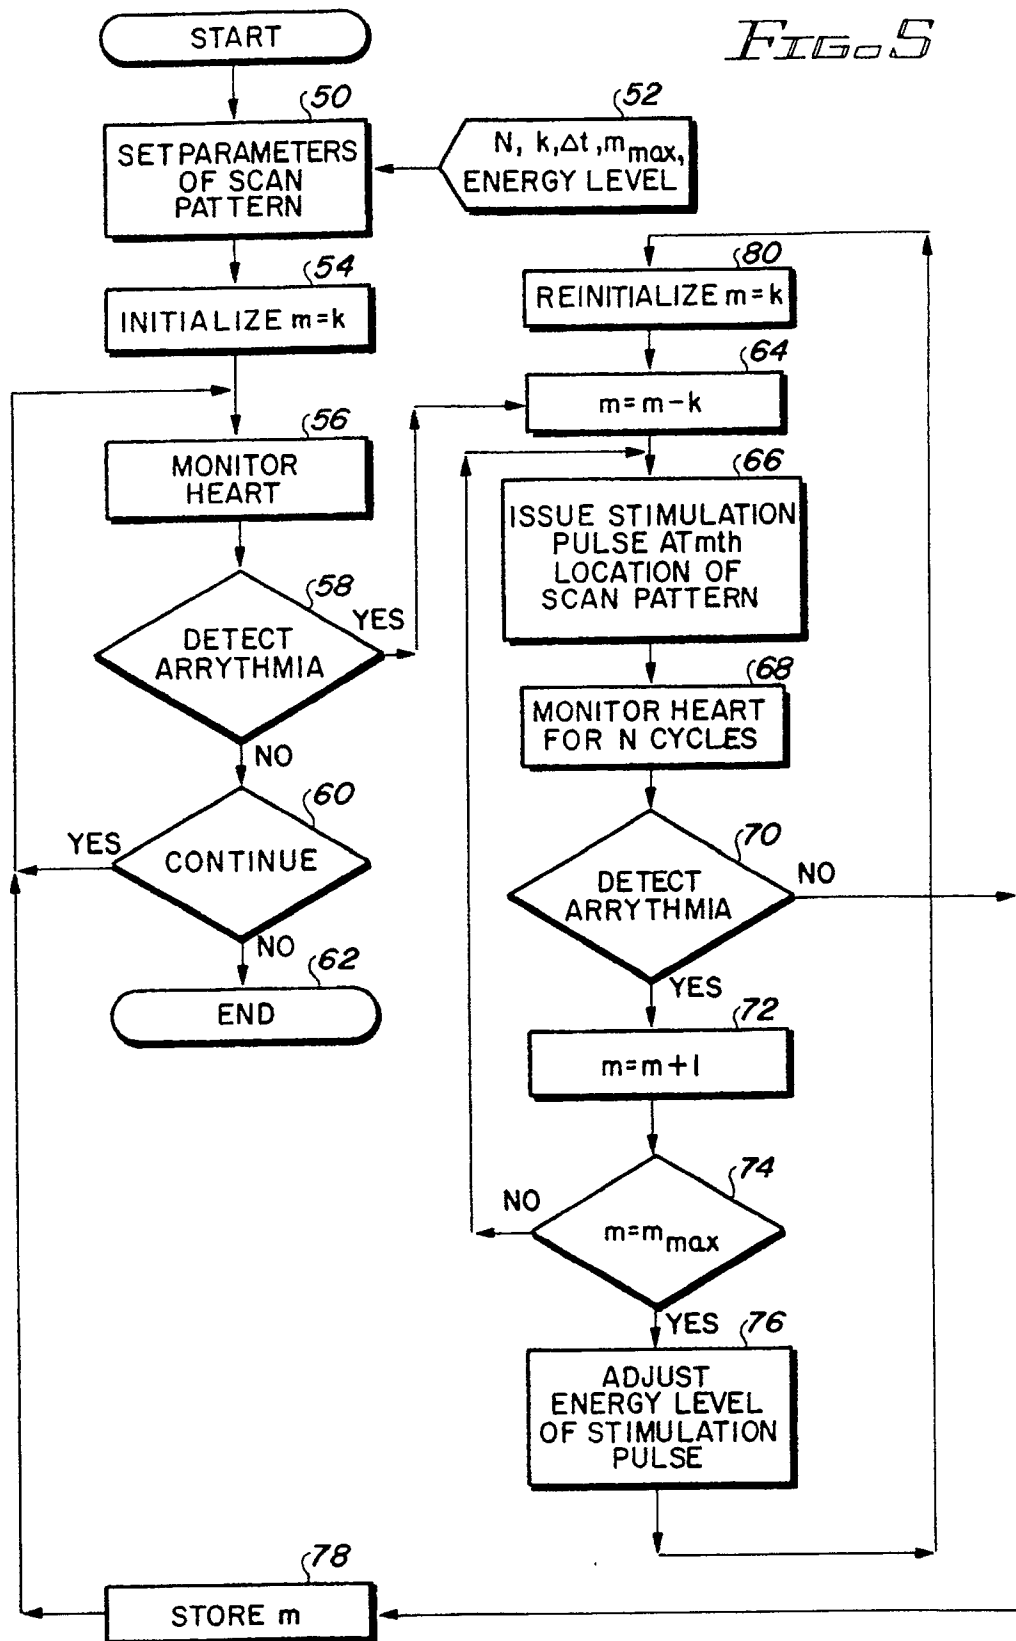 FIG. 5
START
50
SET PARAMETERS
OF SCAN
PATTERN
52
N, k, Δt, m_max,
ENERGY LEVEL
54
INITIALIZE m=k
56
MONITOR
HEART
58
DETECT
ARRYTHMIA
YES
NO
60
CONTINUE
YES
NO
62
END
80
REINITIALIZE m=k
64
m=m-k
66
ISSUE STIMULATION
PULSE AT mth
LOCATION OF
SCAN PATTERN
68
MONITOR HEART
FOR N CYCLES
70
DETECT
ARRYTHMIA
NO
YES
72
m=m+1
74
m=m_max
NO
YES
76
ADJUST
ENERGY LEVEL
OF STIMULATION
PULSE
78
STORE m